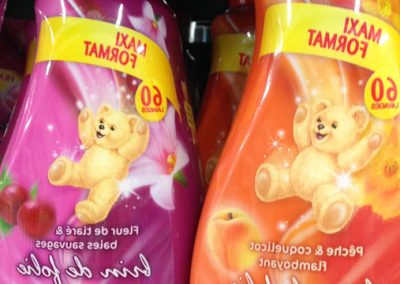 MAXI
FORMAT
60
LAVAGES
Fleur de tiaré &
baies sauvages
brin de folie
MAXI
FORMAT
60
LAVAGES
Pêche & coquelicot
flamboyant